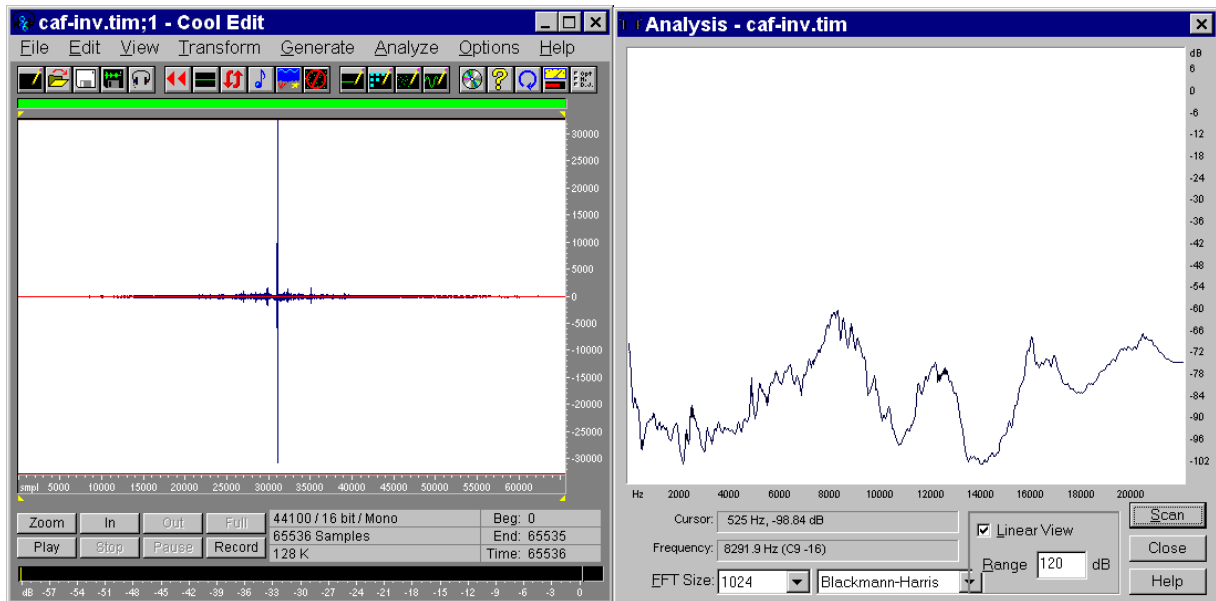 caf-inv.tim;1 - Cool Edit
File Edit View Transform Generate Analyze Options Help
30000
25000
20000
15000
10000
5000
0
-5000
-10000
-15000
-20000
-25000
-30000
smpl 5000 10000 15000 20000 25000 30000 35000 40000 45000 50000 55000 60000
Zoom In Out Full
Play Stop Pause Record
44100 / 16 bit / Mono
65536 Samples
128 K
Beg: 0
End: 65535
Time: 65536
dB -57 -54 -51 -48 -45 -42 -39 -36 -33 -30 -27 -24 -21 -18 -15 -12 -9 -6 -3 0
Analysis - caf-inv.tim
dB
6
0
-6
-12
-18
-24
-30
-36
-42
-48
-54
-60
-66
-72
-78
-84
-90
-96
-102
Hz 2000 4000 6000 8000 10000 12000 14000 16000 18000 20000
Cursor: 525 Hz, -98.84 dB
Frequency: 8291.9 Hz (C9 -16)
FFT Size: 1024 Blackmann-Harris
Linear View
Range 120 dB
Scan
Close
Help